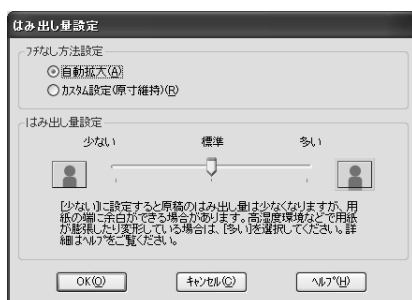 はみ出し量設定
フチなし方法設定
自動拡大(A)
カスタム設定(原寸維持)(R)
はみ出し量設定
少ない 標準 多い
[少ない]に設定すると原稿のはみ出し量は少なくなりますが、用
紙の端に余白ができる場合があります。高湿度環境などで用紙
が膨張したり変形している場合は、[多い]を選択してください。詳
細はヘルプをご覧ください。
OK(O) キャンセル(C) ヘルプ(H)